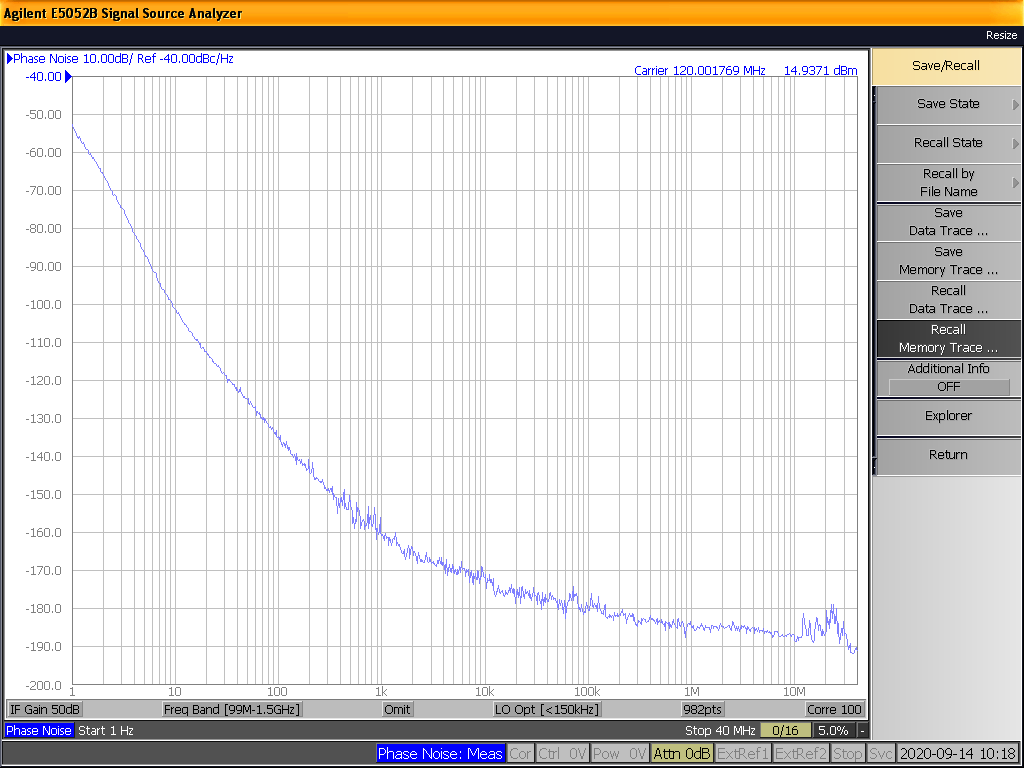 Agilent E5052B Signal Source Analyzer
Resize
Phase Noise 10.00dB/ Ref -40.00dBc/Hz
Carrier 120.001769 MHz 14.9371 dBm
-40.00
-50.00
-60.00
-70.00
-80.00
-90.00
-100.0
-110.0
-120.0
-130.0
-140.0
-150.0
-160.0
-170.0
-180.0
-190.0
-200.0
1 10 100 1k 10k 100k 1M 10M
IF Gain 50dB Freq Band [99M-1.5GHz] Omit LO Opt [<150kHz] 982pts Corre 100
Phase Noise Start 1 Hz Stop 40 MHz 0/16 5.0% -
Phase Noise: Meas Cor Ctrl 0V Pow 0V Attn 0dB ExtRef1 ExtRef2 Stop Svc 2020-09-14 10:18
Save/Recall
Save State
Recall State
Recall by
File Name
Save
Data Trace ...
Save
Memory Trace ...
Recall
Data Trace ...
Recall
Memory Trace ...
Additional Info
OFF
Explorer
Return